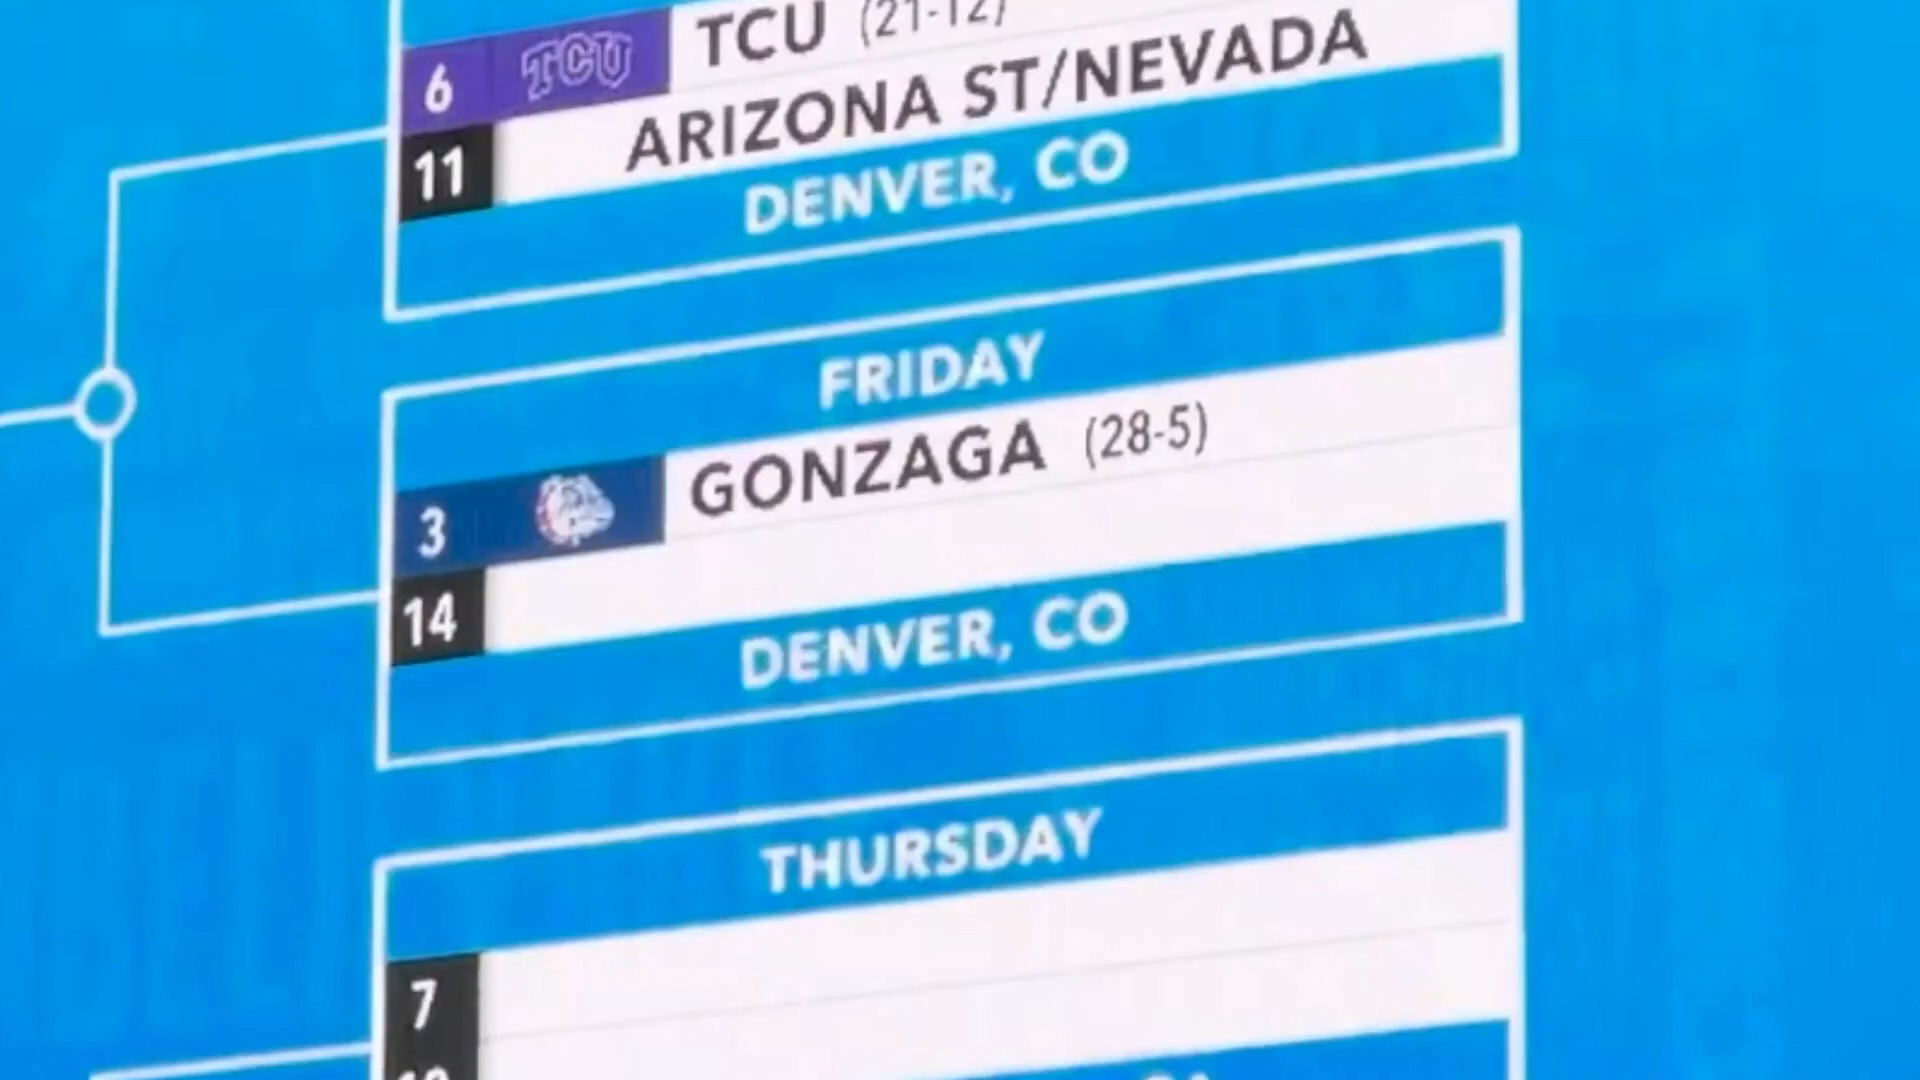 6 TCU TCU (21-12)
11 ARIZONA ST/NEVADA
DENVER, CO
FRIDAY
3 GONZAGA (28-5)
14
DENVER, CO
THURSDAY
7